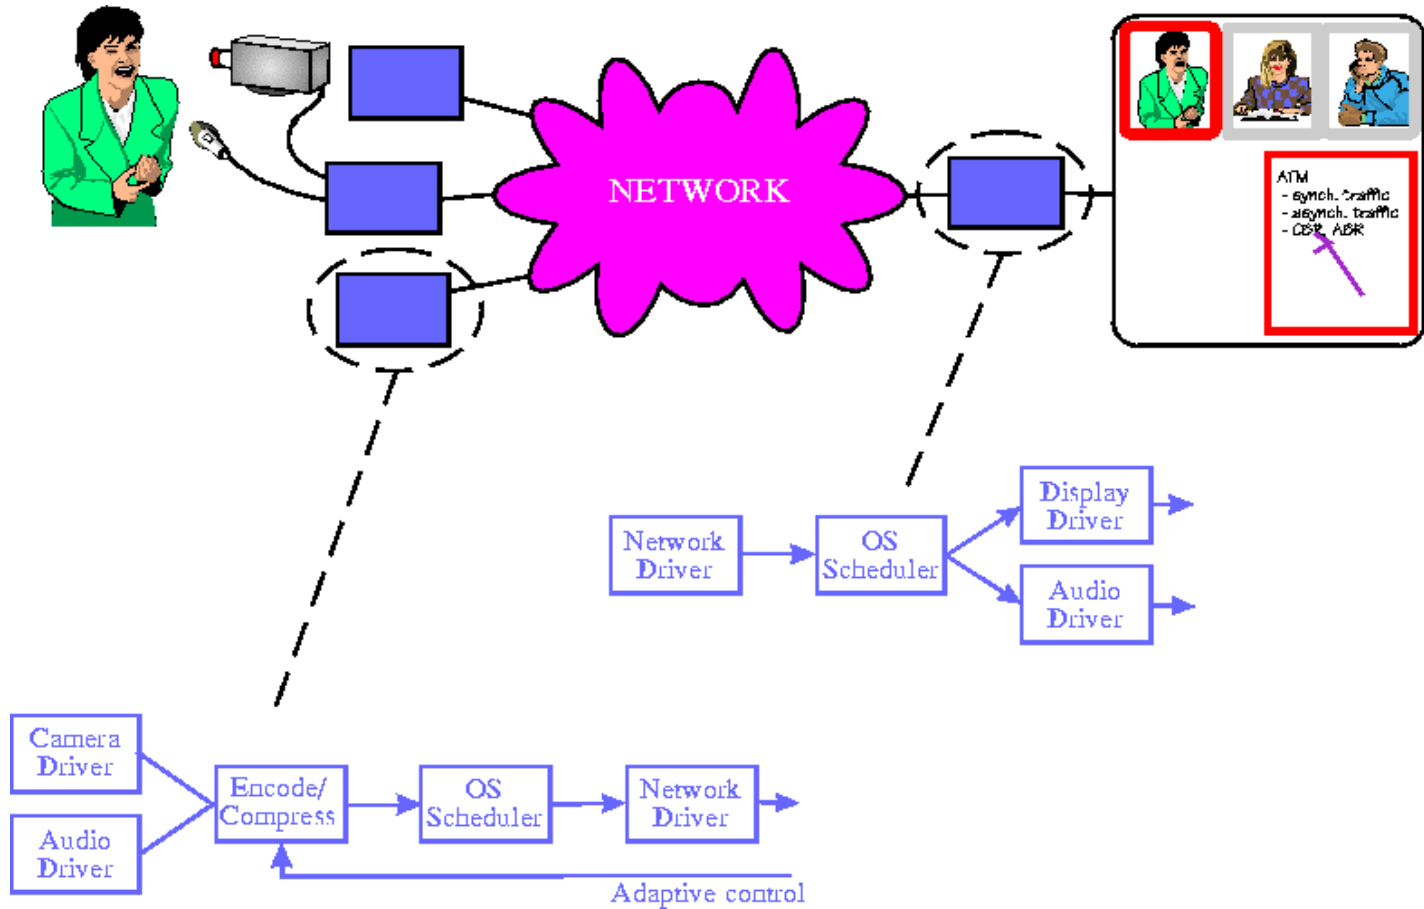 NETWORK
ATM
- synch. traffic
- asynch. traffic
- CBR, ABR
Network
Driver
OS
Scheduler
Display
Driver
Audio
Driver
Camera
Driver
Audio
Driver
Encode/
Compress
OS
Scheduler
Network
Driver
Adaptive control